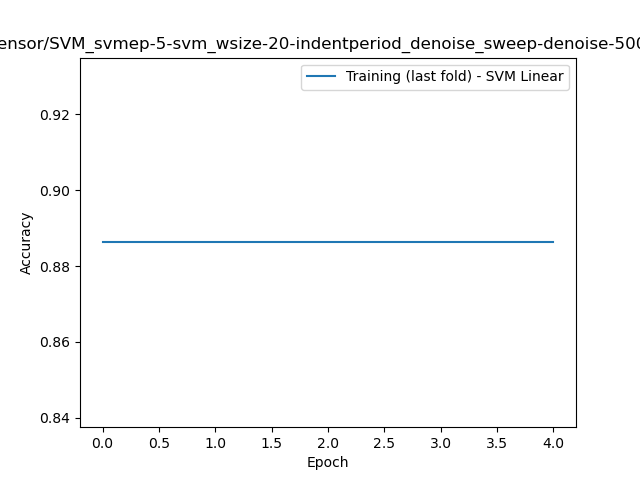 ensor/SVM_svmep-5-svm_wsize-20-indentperiod_denoise_sweep-denoise-500
Training (last fold) - SVM Linear
0.92
0.90
0.88
0.86
0.84
Accuracy
0.0 0.5 1.0 1.5 2.0 2.5 3.0 3.5 4.0
Epoch